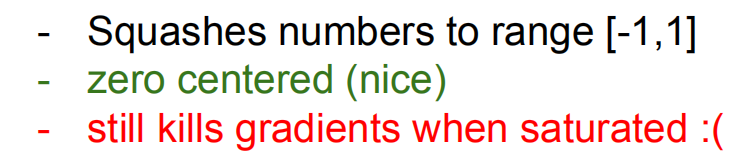 - Squashes numbers to range [-1,1]
- zero centered (nice)
- still kills gradients when saturated :(